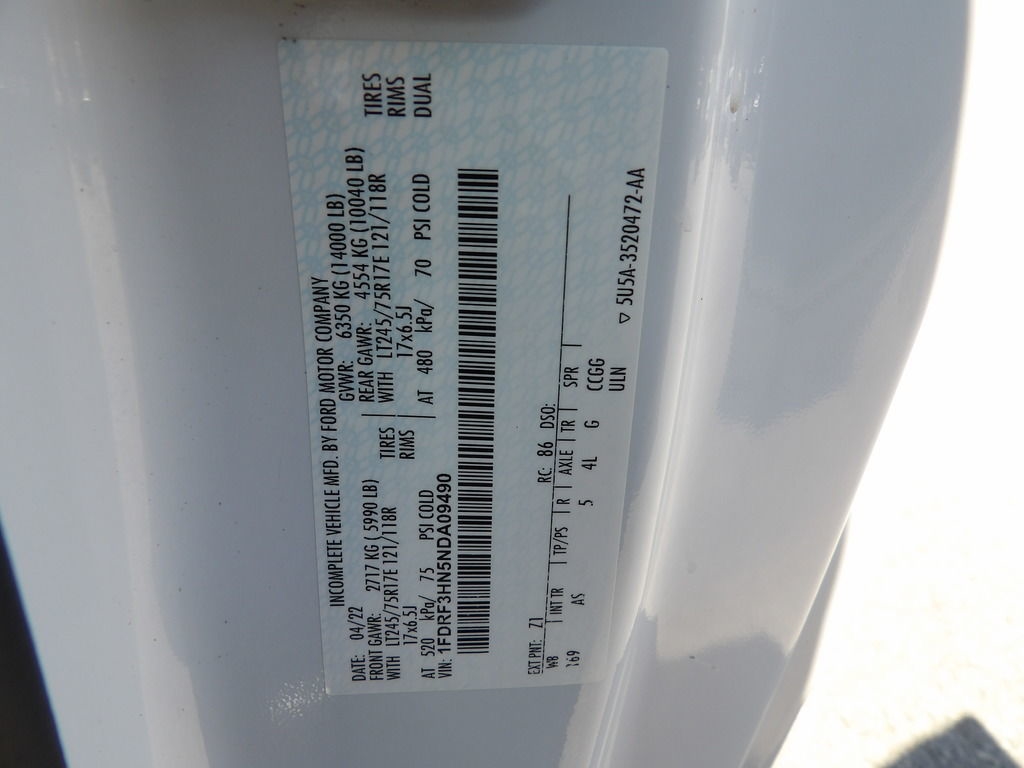 INCOMPLETE VEHICLE MFD. BY FORD MOTOR COMPANY
DATE: 04/22 GVWR: 6350 KG (14000 LB)
FRONT GAWR: 2717 KG ( 5990 LB) REAR GAWR: 4554 KG (10040 LB)
WITH LT245/75R17E 121/118R TIRES WITH LT245/75R17E 121/118R TIRES
17x6.5J RIMS 17x6.5J RIMS
AT 520 kPa/ 75 PSI COLD AT 480 kPa/ 70 PSI COLD DUAL
VIN: 1FDRF3HN5NDA09490
EXT PNT: Z1 RC: 86 DSO:
WB INT TR TP/PS R AXLE TR SPR
169 AS 5 4L G CCGG
ULN
▽ 5U5A-3520472-AA